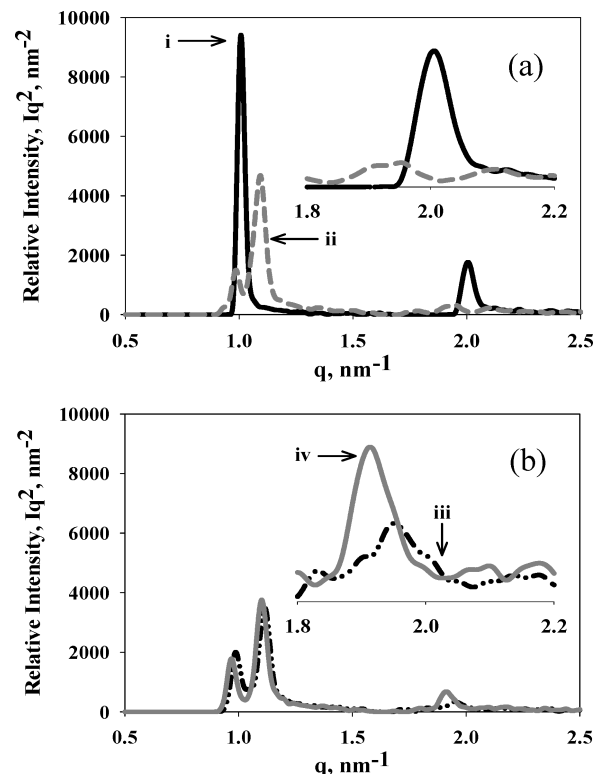 10000
8000
6000
4000
2000
0
Relative Intensity, Iq², nm⁻²
i
ii
(a)
1.8 2.0 2.2
0.5 1.0 1.5 2.0 2.5
q, nm⁻¹
10000
8000
6000
4000
2000
0
Relative Intensity, Iq², nm⁻²
iv
iii
(b)
1.8 2.0 2.2
0.5 1.0 1.5 2.0 2.5
q, nm⁻¹